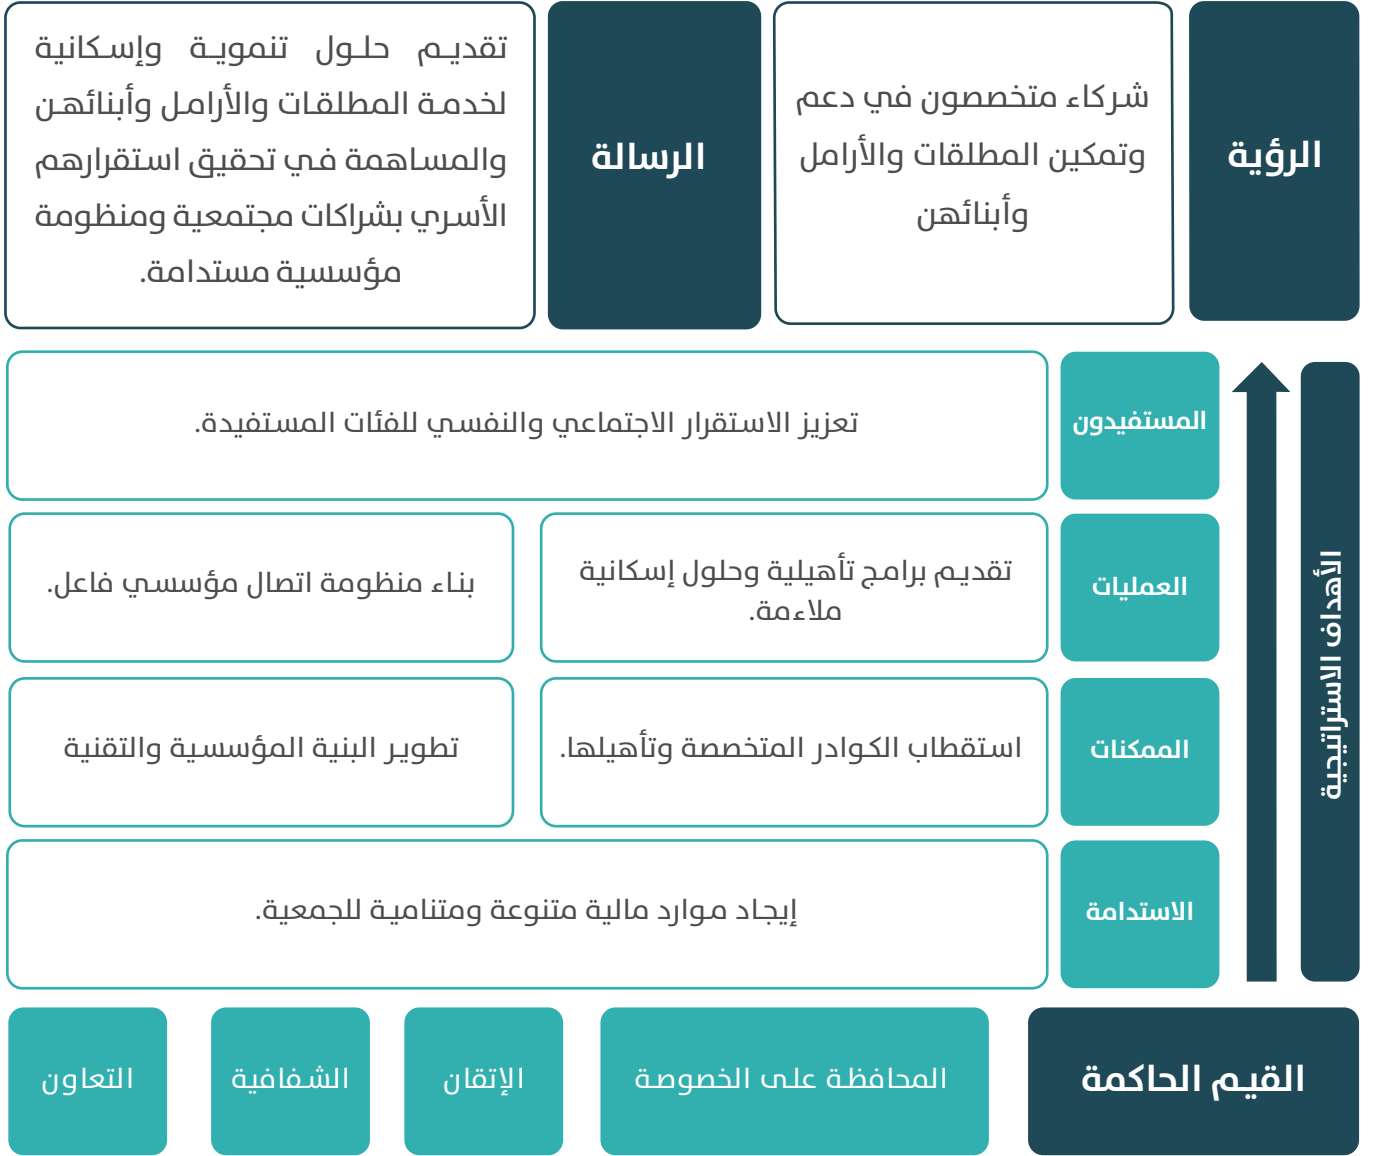 الرؤية
شركاء متخصصون في دعم
وتمكين المطلقات والأرامل
وأبنائهن
الرسالة
تقديم حلول تنموية وإسكانية
لخدمة المطلقات والأرامل وأبنائهن
والمساهمة في تحقيق استقرارهم
الأسري بشراكات مجتمعية ومنظومة
مؤسسية مستدامة.
الأهداف الاستراتيجية
المستفيدون
تعزيز الاستقرار الاجتماعي والنفسي للفئات المستفيدة.
العمليات
تقديم برامج تأهيلية وحلول إسكانية
ملاءمة.
بناء منظومة اتصال مؤسسي فاعل.
الممكنات
استقطاب الكوادر المتخصصة وتأهيلها.
تطوير البنية المؤسسية والتقنية
الاستدامة
إيجاد موارد مالية متنوعة ومتنامية للجمعية.
القيم الحاكمة
المحافظة على الخصوصة
الإتقان
الشفافية
التعاون